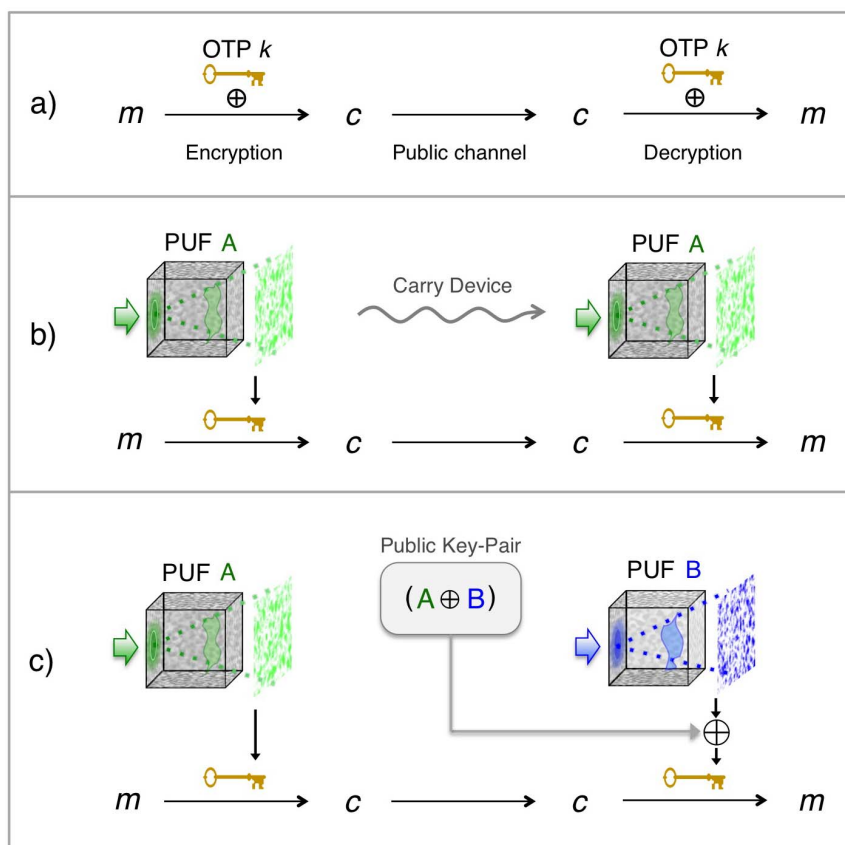 a)
OTP k
OTP k
⊕
⊕
m
c
c
m
Encryption
Public channel
Decryption
b)
PUF A
PUF A
Carry Device
m
c
c
m
c)
Public Key-Pair
PUF A
PUF B
(A ⊕ B)
⊕
m
c
c
m